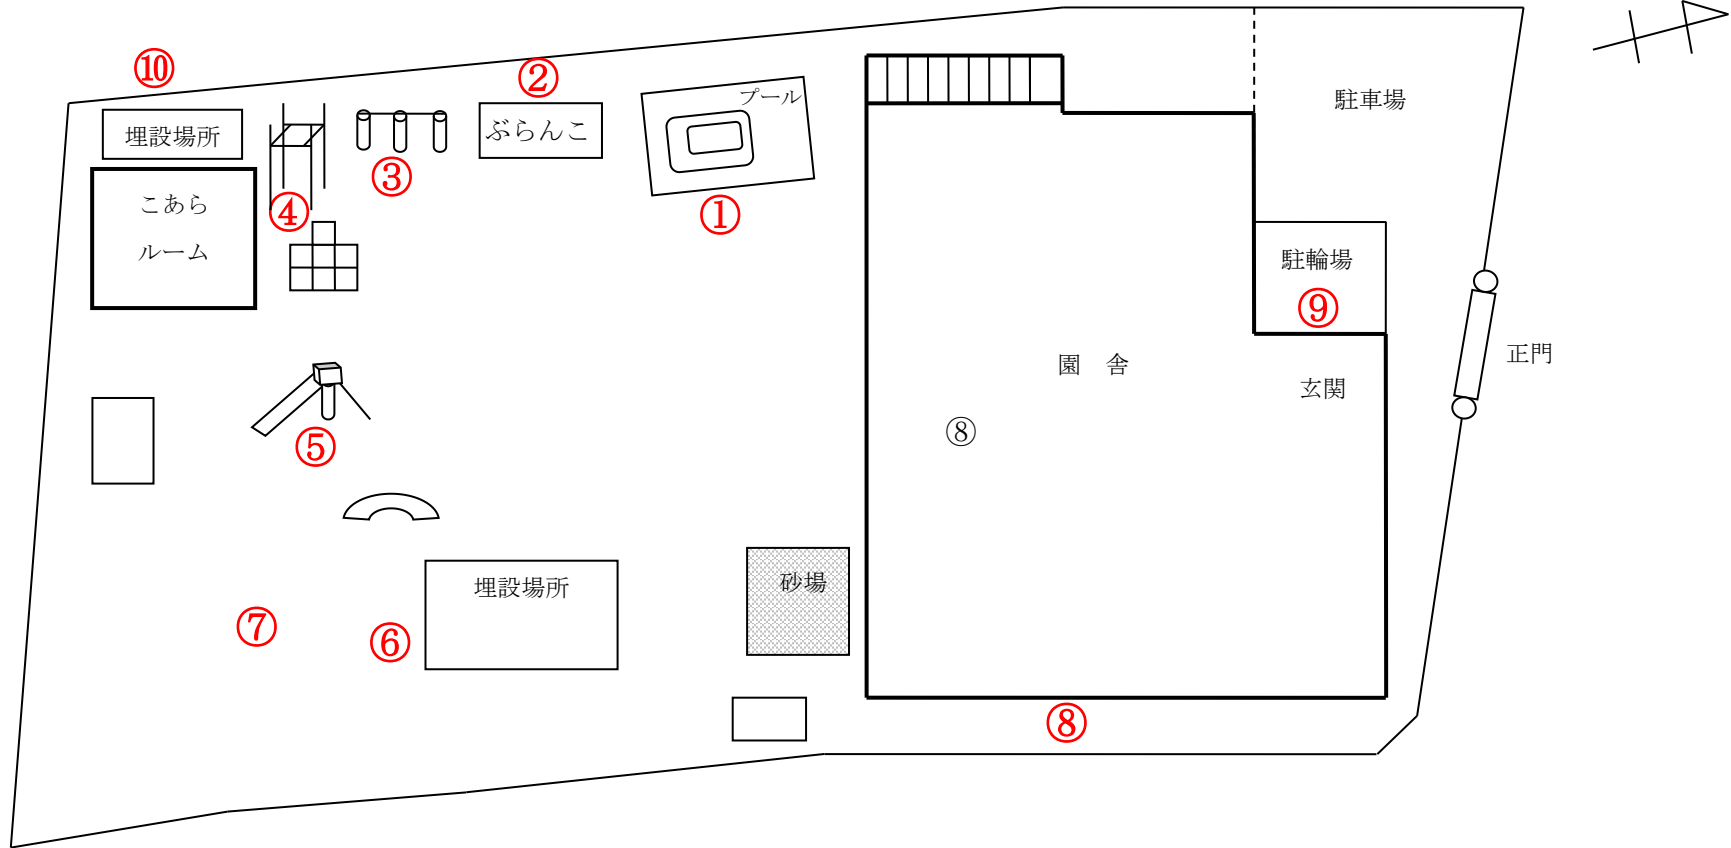 ⑩
②
プール
駐車場
埋設場所
ぶらんこ
③
こあら
④
①
ルーム
駐輪場
⑨
正門
園 舎
玄関
⑧
⑤
埋設場所
砂場
⑦
⑥
⑧